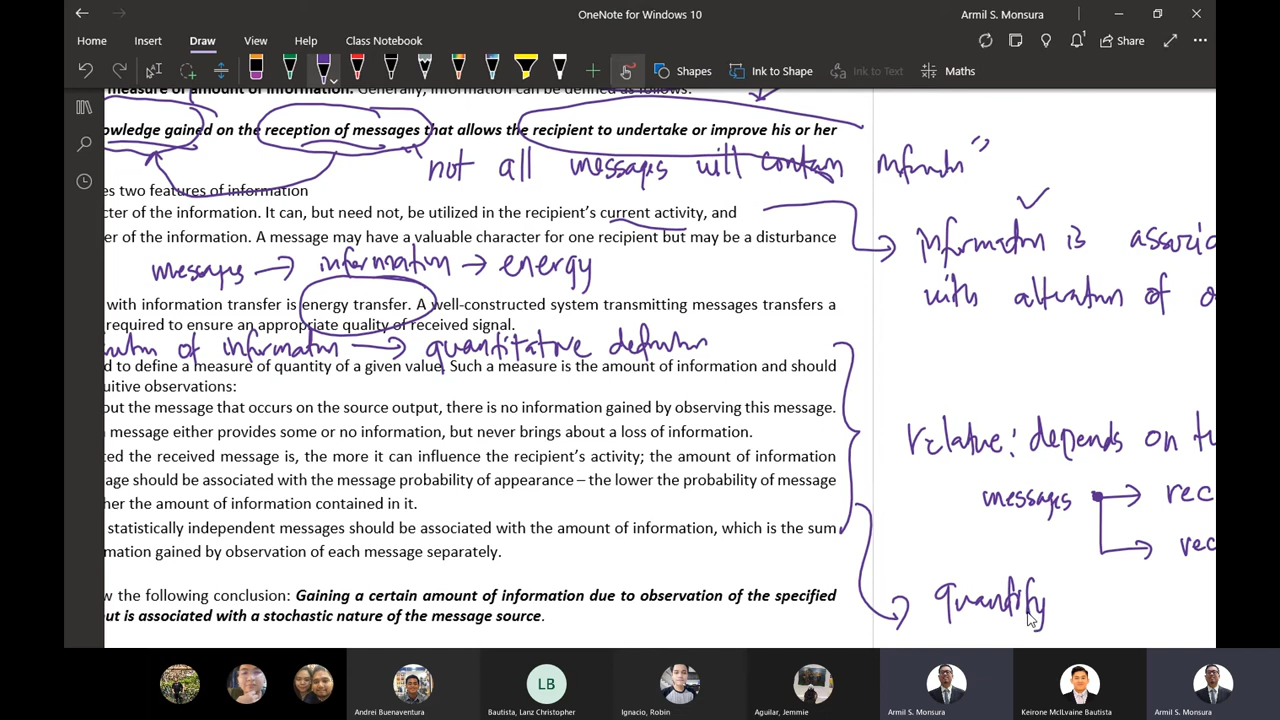 OneNote for Windows 10
Armil S. Monsura
Home Insert Draw View Help Class Notebook
Share
Shapes Ink to Shape Ink to Text Maths
measure of amount of information. Generally, information can be defined as follows:
owledge gained on the reception of messages that allows the recipient to undertake or improve his or her
not all messages will contain information"
es two features of information
cter of the information. It can, but need not, be utilized in the recipient's current activity, and
er of the information. A message may have a valuable character for one recipient but may be a disturbance
information is associ
messages → information → energy
with alteration of
with information transfer is energy transfer. A well-constructed system transmitting messages transfers a
required to ensure an appropriate quality of received signal.
of information → quantitative definition
d to define a measure of quantity of a given value. Such a measure is the amount of information and should
uitive observations:
out the message that occurs on the source output, there is no information gained by observing this message.
message either provides some or no information, but never brings about a loss of information.
relative: depends on
ted the received message is, the more it can influence the recipient's activity; the amount of information
age should be associated with the message probability of appearance – the lower the probability of message
her the amount of information contained in it.
messages → rec
→ rec
statistically independent messages should be associated with the amount of information, which is the sum
mation gained by observation of each message separately.
w the following conclusion: Gaining a certain amount of information due to observation of the specified
ut is associated with a stochastic nature of the message source.
quantify
Andrei Buenaventura
LB
Bautista, Lanz Christopher
Ignacio, Robin
Aguilar, Jemmie
Armil S. Monsura
Keirone McIlvaine Bautista
Armil S. Monsura